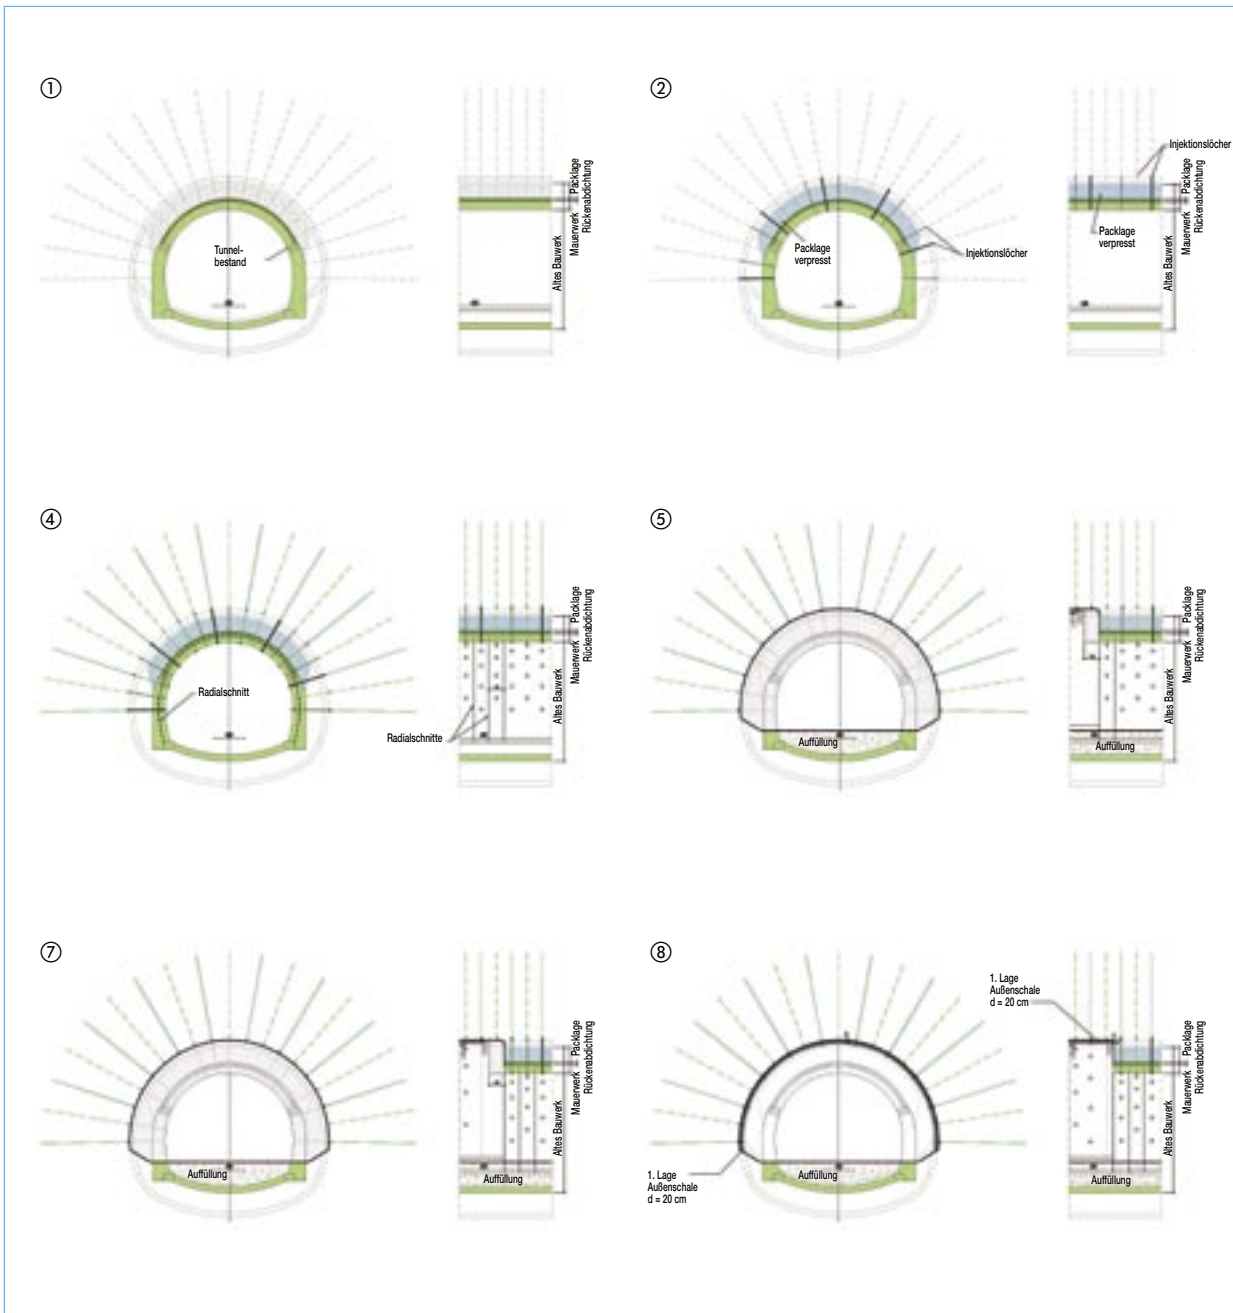 ①
Tunnel-
bestand
Altes Bauwerk
Mauerwerk
Packlage
Rückenabdichtung
②
Packlage
verpresst
Injektionslöcher
Injektionslöcher
Packlage
verpresst
Altes Bauwerk
Mauerwerk
Packlage
Rückenabdichtung
④
Radialschnitt
Radialschnitte
Altes Bauwerk
Mauerwerk
Packlage
Rückenabdichtung
⑤
Auffüllung
Auffüllung
Altes Bauwerk
Mauerwerk
Packlage
Rückenabdichtung
⑦
Auffüllung
Auffüllung
Altes Bauwerk
Mauerwerk
Packlage
Rückenabdichtung
⑧
1. Lage
Außenschale
d = 20 cm
Auffüllung
1. Lage
Außenschale
d = 20 cm
Auffüllung
Altes Bauwerk
Mauerwerk
Packlage
Rückenabdichtung